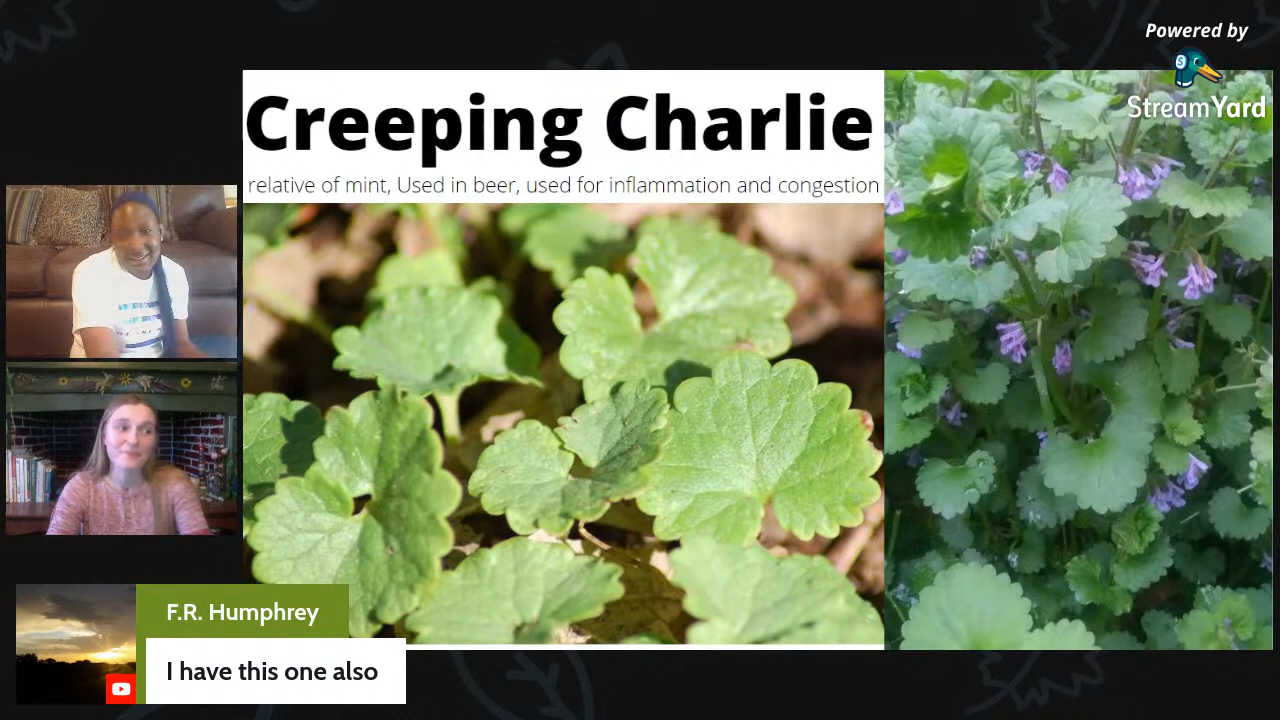 Powered by
StreamYard
Creeping Charlie
relative of mint, Used in beer, used for inflammation and congestion
F.R. Humphrey
I have this one also